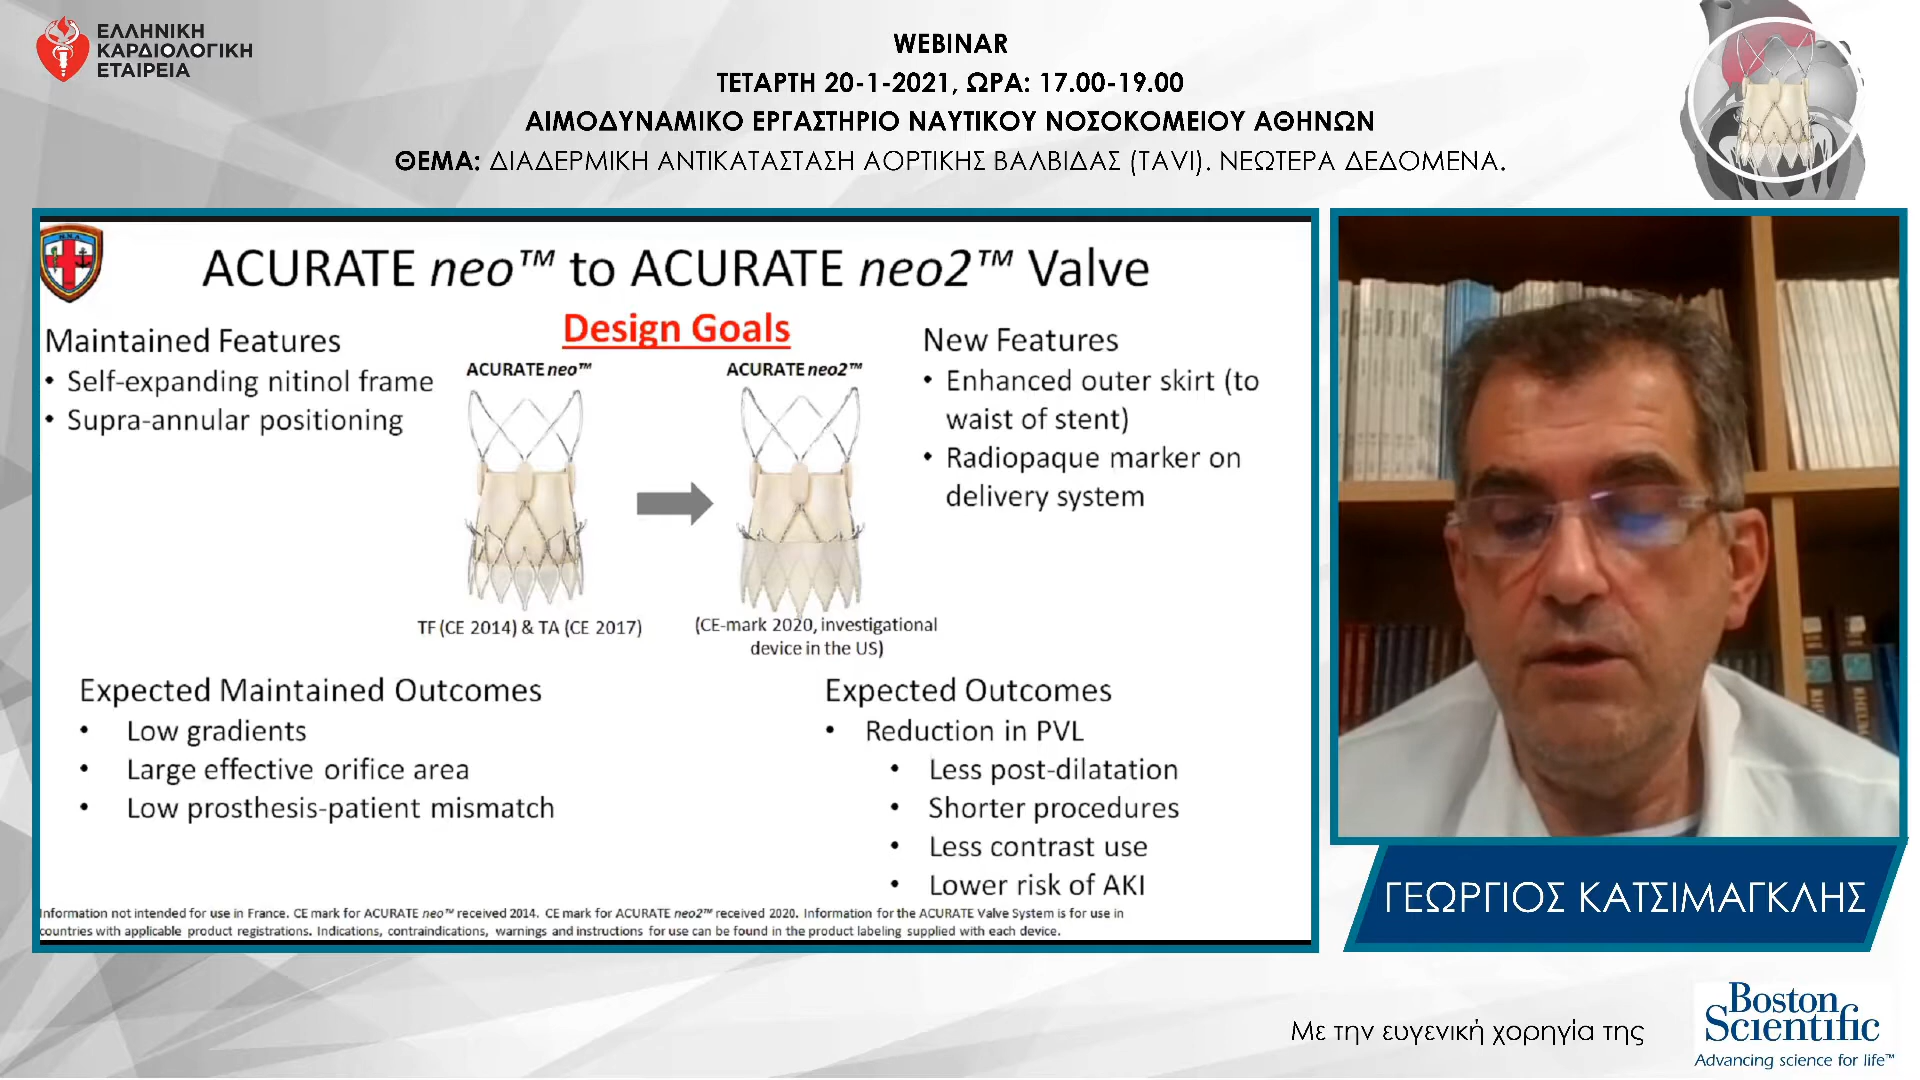 ΕΛΛΗΝΙΚΗ
ΚΑΡΔΙΟΛΟΓΙΚΗ
ΕΤΑΙΡΕΙΑ
WEBINAR
ΤΕΤΑΡΤΗ 20-1-2021, ΩΡΑ: 17.00-19.00
ΑΙΜΟΔΥΝΑΜΙΚΟ ΕΡΓΑΣΤΗΡΙΟ ΝΑΥΤΙΚΟΥ ΝΟΣΟΚΟΜΕΙΟΥ ΑΘΗΝΩΝ
ΘΕΜΑ: ΔΙΑΔΕΡΜΙΚΗ ΑΝΤΙΚΑΤΑΣΤΑΣΗ ΑΟΡΤΙΚΗΣ ΒΑΛΒΙΔΑΣ (TAVI). ΝΕΩΤΕΡΑ ΔΕΔΟΜΕΝΑ.
ACURATE neo™ to ACURATE neo2™ Valve
Design Goals
Maintained Features
• Self-expanding nitinol frame
• Supra-annular positioning
ACURATE neo™
ACURATE neo2™
TF (CE 2014) & TA (CE 2017)
(CE-mark 2020, investigational
device in the US)
New Features
• Enhanced outer skirt (to
waist of stent)
• Radiopaque marker on
delivery system
Expected Maintained Outcomes
• Low gradients
• Large effective orifice area
• Low prosthesis-patient mismatch
Expected Outcomes
• Reduction in PVL
• Less post-dilatation
• Shorter procedures
• Less contrast use
• Lower risk of AKI
Information not intended for use in France. CE mark for ACURATE neo™ received 2014. CE mark for ACURATE neo2™ received 2020. Information for the ACURATE Valve System is for use in
countries with applicable product registrations. Indications, contraindications, warnings and instructions for use can be found in the product labeling supplied with each device.
ΓΕΩΡΓΙΟΣ ΚΑΤΣΙΜΑΓΚΛΗΣ
Με την ευγενική χορηγία της
Boston
Scientific
Advancing science for life™